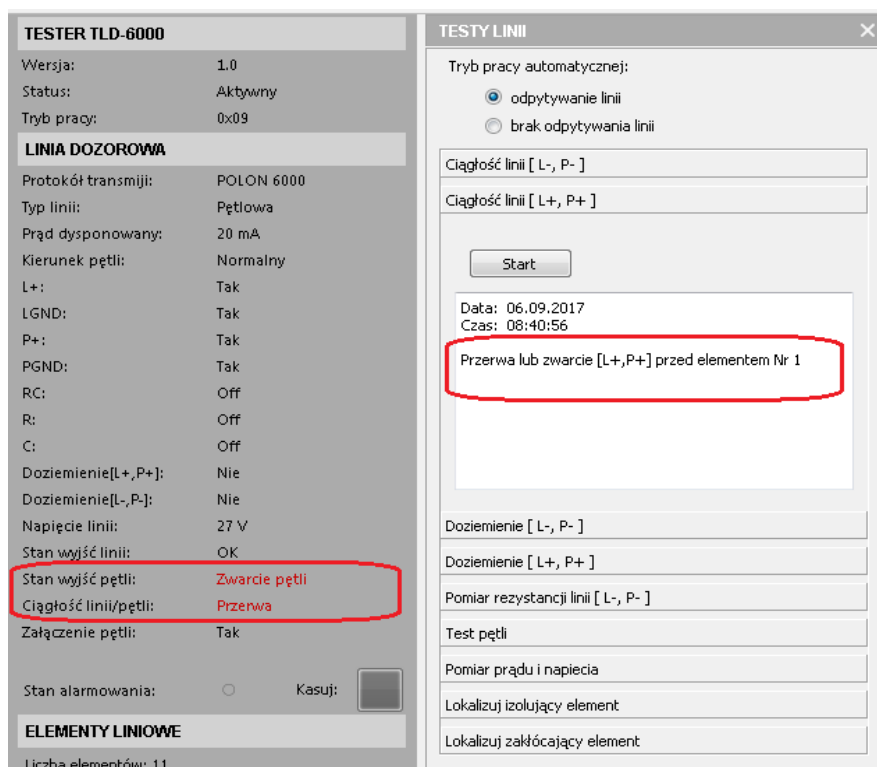 TESTER TLD-6000
Wersja: 1.0
Status: Aktywny
Tryb pracy: 0x09
LINIA DOZOROWA
Protokół transmiji: POLON 6000
Typ linii: Pętlowa
Prąd dysponowany: 20 mA
Kierunek pętli: Normalny
L+: Tak
LGND: Tak
P+: Tak
PGND: Tak
RC: Off
R: Off
C: Off
Doziemienie[L+,P+]: Nie
Doziemienie[L-,P-]: Nie
Napięcie linii: 27 V
Stan wyjść linii: OK
Stan wyjść pętli: Zwarcie pętli
Ciągłość linii/pętli: Przerwa
Załączenie pętli: Tak
Stan alarmowania: Kasuj:
ELEMENTY LINIOWE
Liczba elementów: 11
TESTY LINII
Tryb pracy automatycznej:
odpytywanie linii
brak odpytywania linii
Ciągłość linii [ L-, P- ]
Ciągłość linii [ L+, P+ ]
Start
Data: 06.09.2017
Czas: 08:40:56
Przerwa lub zwarcie [L+,P+] przed elementem Nr 1
Doziemienie [ L-, P- ]
Doziemienie [ L+, P+ ]
Pomiar rezystancji linii [ L-, P- ]
Test pętli
Pomiar prądu i napiecia
Lokalizuj izolujący element
Lokalizuj zakłócający element